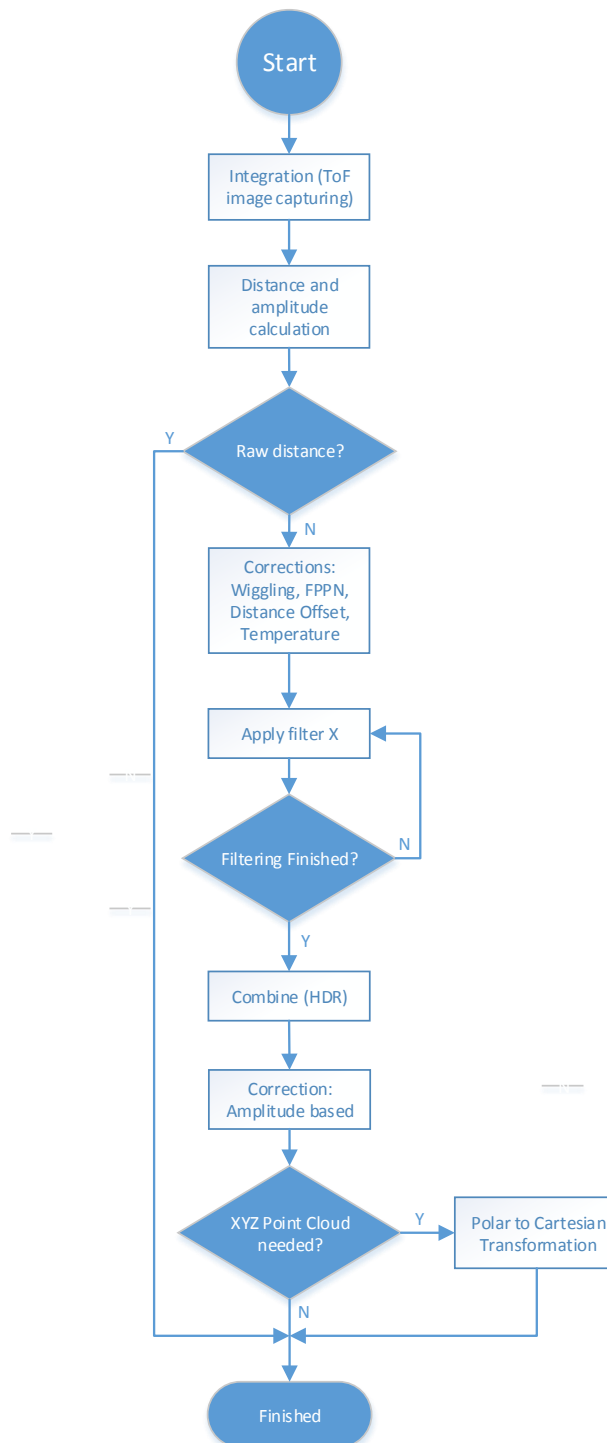 Start
Integration (ToF
image capturing)
Distance and
amplitude
calculation
Y
Raw distance?
N
Corrections:
Wiggling, FPPN,
Distance Offset,
Temperature
Apply filter X
Filtering Finished?
N
Y
Combine (HDR)
Correction:
Amplitude based
XYZ Point Cloud
needed?
Y
Polar to Cartesian
Transformation
N
Finished